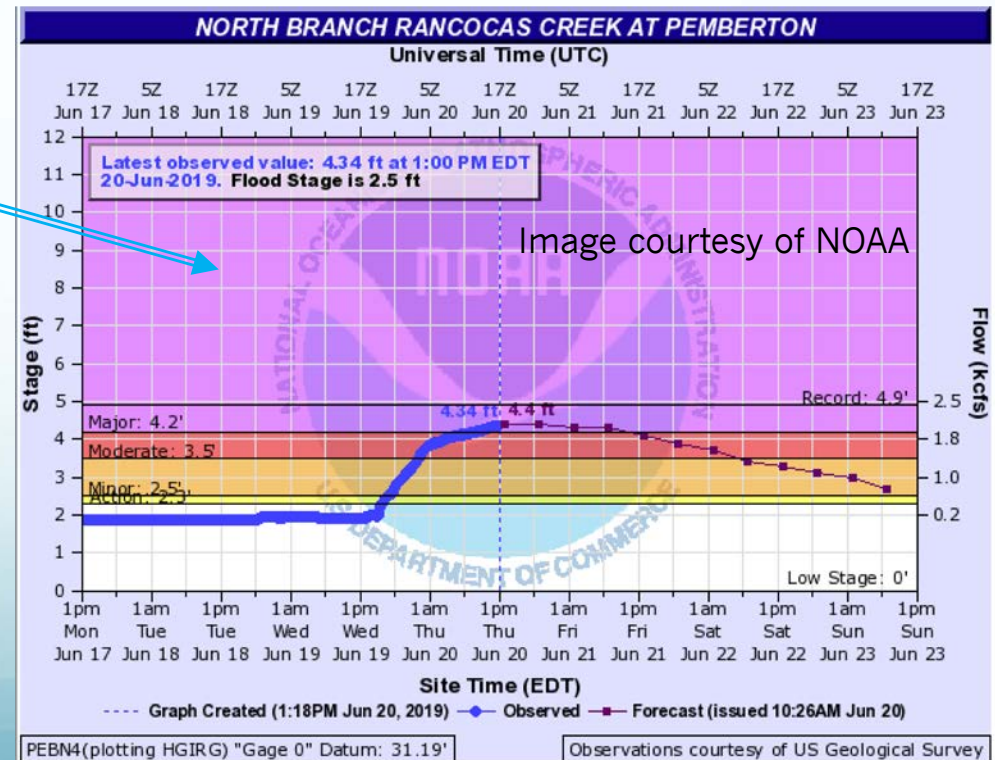 NORTH BRANCH RANCOCAS CREEK AT PEMBERTON
Universal Time (UTC)
17Z 5Z 17Z 5Z 17Z 5Z 17Z 5Z 17Z 5Z 17Z 5Z 17Z
Jun 17 Jun 18 Jun 18 Jun 19 Jun 19 Jun 20 Jun 20 Jun 21 Jun 21 Jun 22 Jun 22 Jun 23 Jun 23
Latest observed value: 4.34 ft at 1:00 PM EDT
20-Jun-2019. Flood Stage is 2.5 ft
Image courtesy of NOAA
NATIONAL OCEANIC AND ATMOSPHERIC ADMINISTRATION
NOAA
U.S. DEPARTMENT OF COMMERCE
Stage (ft)
12
11
10
9
8
7
6
5
4
3
2
1
0
Flow (kcfs)
2.5
1.8
1.0
0.2
Record: 4.9'
4.34 ft 4.4 ft
Major: 4.2'
Moderate: 3.5'
Minor: 2.5'
Action: 2.3'
Low Stage: 0'
1pm 1am 1pm 1am 1pm 1am 1pm 1am 1pm 1am 1pm 1am 1pm
Mon Tue Tue Wed Wed Thu Thu Fri Fri Sat Sat Sun Sun
Jun 17 Jun 18 Jun 18 Jun 19 Jun 19 Jun 20 Jun 20 Jun 21 Jun 21 Jun 22 Jun 22 Jun 23 Jun 23
Site Time (EDT)
Graph Created (1:18PM Jun 20, 2019) Observed Forecast (issued 10:26AM Jun 20)
PEBN4(plotting HGIRG) "Gage 0" Datum: 31.19'
Observations courtesy of US Geological Survey